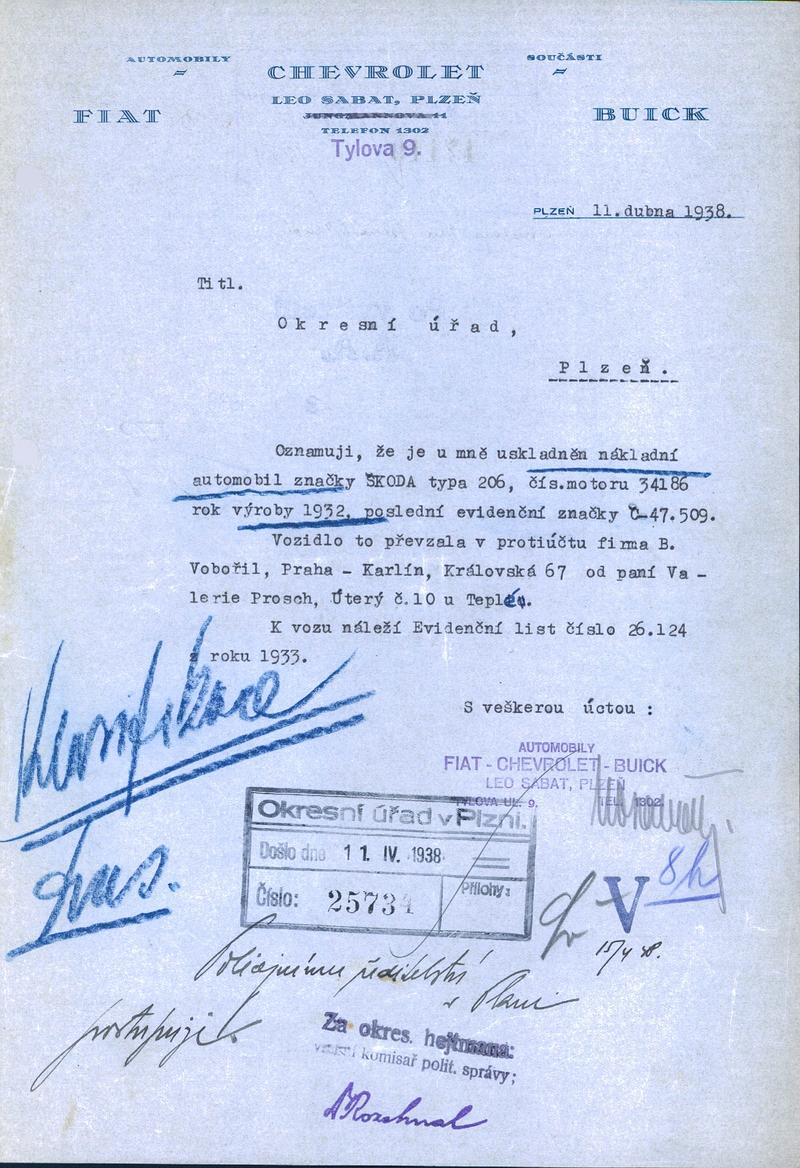 AUTOMOBILY
SOUČÁSTI
CHEVROLET
LEO SABAT, PLZEŇ
FIAT
BUICK
JUNGMANNOVA 11
TELEFON 1302
Tylova 9.
PLZEŇ 11.dubna 1938.
Titl.
Okresní úřad,
Plzeň.
Oznamuji, že je u mně uskladněn nákladní
automobil značky ŠKODA typa 206, čís.motoru 34186
rok výroby 1932, poslední evidenční značky Č-47.509.
Vozidlo to převzala v protiúčtu firma B.
Vobořil, Praha - Karlín, Královská 67 od paní Va -
lerie Prosch, Úterý č.10 u Teplé.
K vozu náleží Evidenční list číslo 26.124
z roku 1933.
S veškerou úctou :
AUTOMOBILY
FIAT - CHEVROLET - BUICK
LEO SABAT, PLZEŇ
TYLOVA UL. 9. TEL. 1302
Okresní úřad v Plzni.
Došlo dne 11. IV. 1938
Číslo: 25734
Přílohy:
8h
V
Policejnímu ředitelství
v Plzni
postupuji.
Za okres. hejtmana:
komisař polit. správy;